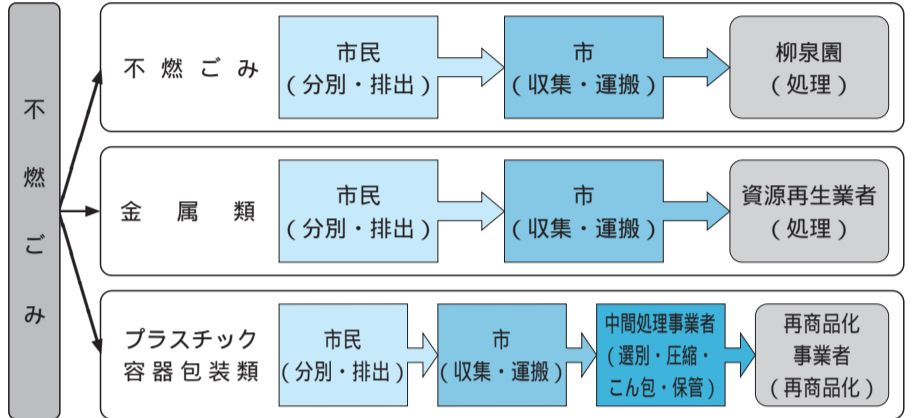 不燃ごみ
不燃ごみ
市民
(分別・排出)
市
(収集・運搬)
柳泉園
(処理)
金属類
市民
(分別・排出)
市
(収集・運搬)
資源再生業者
(処理)
プラスチック
容器包装類
市民
(分別・排出)
市
(収集・運搬)
中間処理事業者
(選別・圧縮・
こん包・保管)
再商品化
事業者
(再商品化)